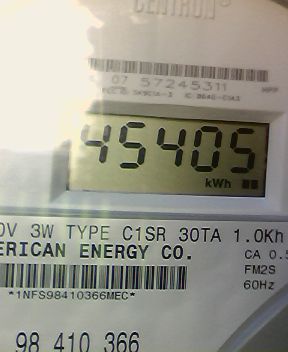 CENTRON®
07 57245311
45405
kWh
0V 3W TYPE C1SR 30TA 1.0Kh
ERICAN ENERGY CO.
CA 0.5
FM2S
*1NFS98410366MEC*
60Hz
98 410 366